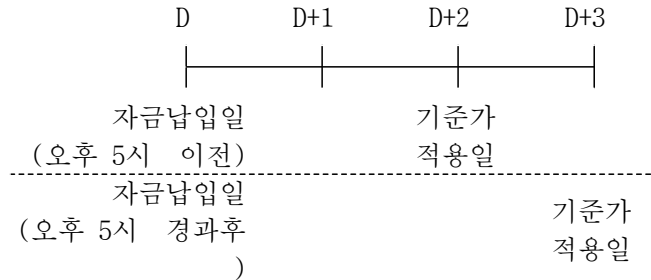 D D+1 D+2 D+3
자금납입일 기준가
(오후 5시 이전) 적용일
자금납입일
(오후 5시 경과후
)
기준가
적용일